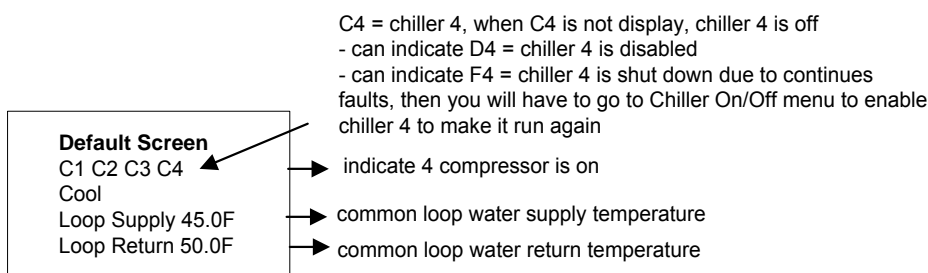 C4 = chiller 4, when C4 is not display, chiller 4 is off
- can indicate D4 = chiller 4 is disabled
- can indicate F4 = chiller 4 is shut down due to continues
faults, then you will have to go to Chiller On/Off menu to enable
chiller 4 to make it run again
Default Screen
C1 C2 C3 C4
indicate 4 compressor is on
Cool
Loop Supply 45.0F
common loop water supply temperature
Loop Return 50.0F
common loop water return temperature